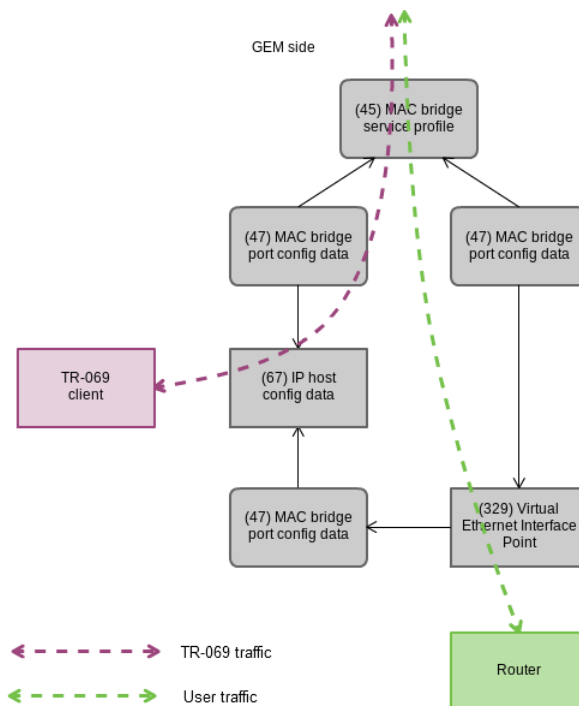 GEM side
(45) MAC bridge
service profile
(47) MAC bridge
port config data
(47) MAC bridge
port config data
TR-069
client
(67) IP host
config data
(47) MAC bridge
port config data
(329) Virtual
Ethernet Interface
Point
TR-069 traffic
Router
User traffic